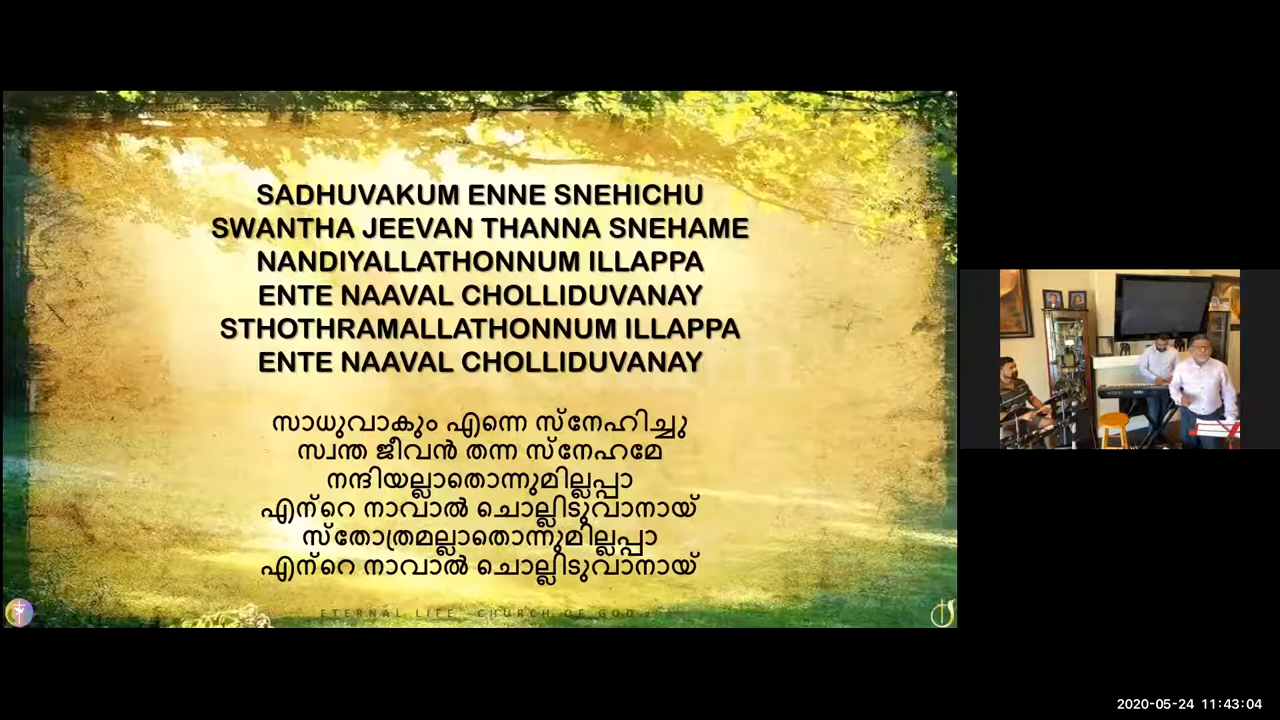 SADHUVAKUM ENNE SNEHICHU
SWANTHA JEEVAN THANNA SNEHAME
NANDIYALLATHONNUM ILLAPPA
ENTE NAAVAL CHOLLIDUVANAY
STHOTHRAMALLATHONNUM ILLAPPA
ENTE NAAVAL CHOLLIDUVANAY
സാധുവാകും എന്നെ സ്നേഹിച്ചു
സ്വന്ത ജീവൻ തന്ന സ്നേഹമേ
നന്ദിയല്ലാതൊന്നുമില്ലപ്പാ
എന്റെ നാവാൽ ചൊല്ലിടുവാനായ്
സ്തോത്രമല്ലാതൊന്നുമില്ലപ്പാ
എന്റെ നാവാൽ ചൊല്ലിടുവാനായ്
ETERNAL LIFE CHURCH OF GOD
2020-05-24 11:43:04